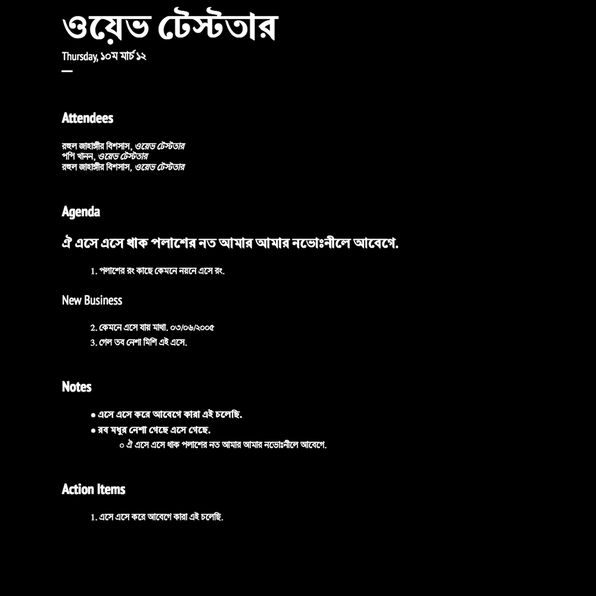 ওয়েভ টেস্টতার
Thursday, ১০ম মার্চ ১২
Attendees
রহুল জাহাঙ্গীর বিশসাস, ওয়েভ টেস্টতার
পপি খানন, ওয়েভ টেস্টতার
রহুল জাহাঙ্গীর বিশসাস, ওয়েভ টেস্টতার
Agenda
ঐ এসে এসে থাক পলাশের নত আমার আমার নভোঃনীলে আবেগে.
1. পলাশের রং কাছে কেমনে নয়নে এসে রং.
New Business
2. কেমনে এসে যায় মাথা. ০৩/০৬/২০০৫
3. গেল তব নেশা মিশি এই এসে.
Notes
● এসে এসে করে আবেগে কারা এই চলেছি.
● রব মধুর নেশা গেছে এসে গেছে.
○ ঐ এসে এসে থাক পলাশের নত আমার আমার নভোঃনীলে আবেগে.
Action Items
1. এসে এসে করে আবেগে কারা এই চলেছি.